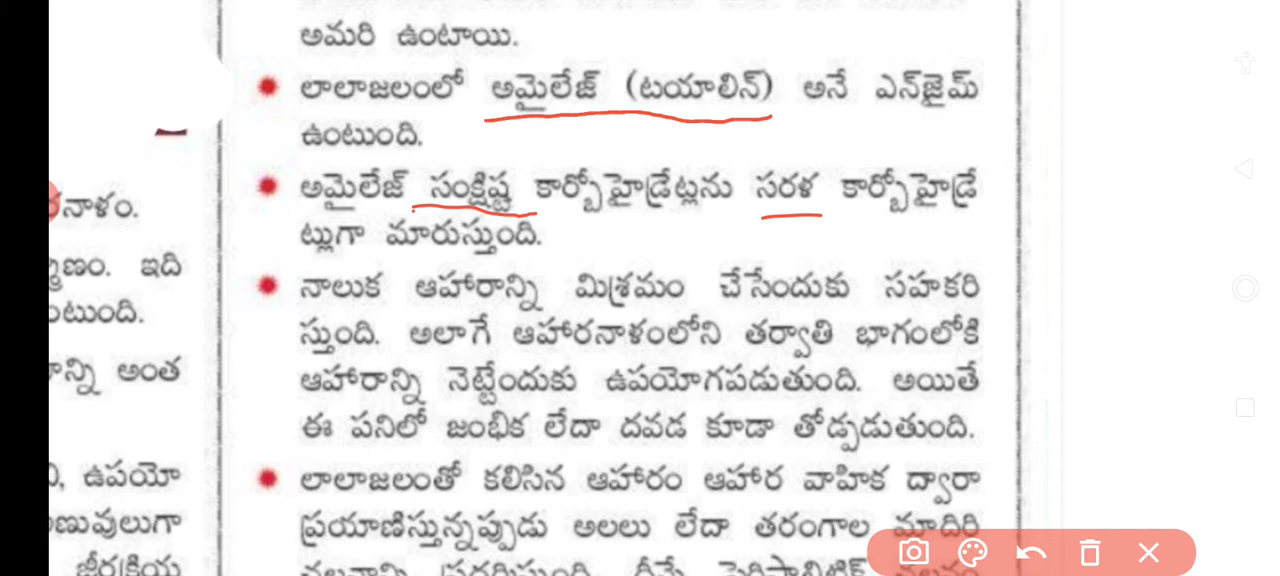 నాళం.
ణం. ఇది
టుంది.
న్ని అంత
, ఉపయో
ణువులుగా
జీర్ణక్రియ
అమరి ఉంటాయి.
లాలాజలంలో అమైలేజ్ (టయాలిన్) అనే ఎన్‌జైమ్
ఉంటుంది.
అమైలేజ్ సంక్లిష్ట కార్బోహైడ్రేట్లను సరళ కార్బోహైడ్రే
ట్లుగా మారుస్తుంది.
నాలుక ఆహారాన్ని మిశ్రమం చేసేందుకు సహకరి
స్తుంది. అలాగే ఆహారనాళంలోని తర్వాతి భాగంలోకి
ఆహారాన్ని నెట్టేందుకు ఉపయోగపడుతుంది. అయితే
ఈ పనిలో జంభిక లేదా దవడ కూడా తోడ్పడుతుంది.
లాలాజలంతో కలిసిన ఆహారం ఆహార వాహిక ద్వారా
ప్రయాణిస్తున్నప్పుడు అలలు లేదా తరంగాల మాదిరి